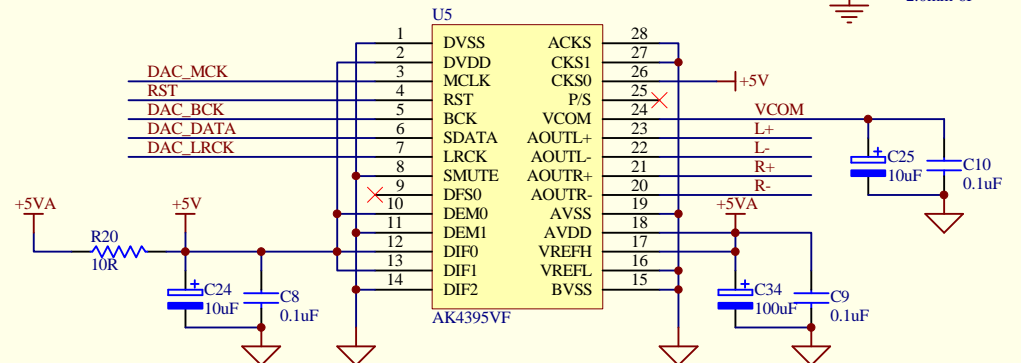 U5
1 DVSS ACKS 28
2 DVDD CKS1 27
DAC_MCK 3 MCLK CKS0 26 +5V
RST 4 RST P/S 25
DAC_BCK 5 BCK VCOM 24 VCOM
DAC_DATA 6 SDATA AOUTL+ 23 L+
DAC_LRCK 7 LRCK AOUTL- 22 L-
8 SMUTE AOUTR+ 21 R+
9 DFS0 AOUTR- 20 R-
+ C25
10uF
C10
0.1uF
+5VA +5V 10 DEM0 AVSS 19 +5VA
11 DEM1 AVDD 18
R20
10R
12 DIF0 VREFH 17
13 DIF1 VREFL 16
14 DIF2 BVSS 15
+ C24
10uF
C8
0.1uF
+ C34
100uF
C9
0.1uF
AK4395VF